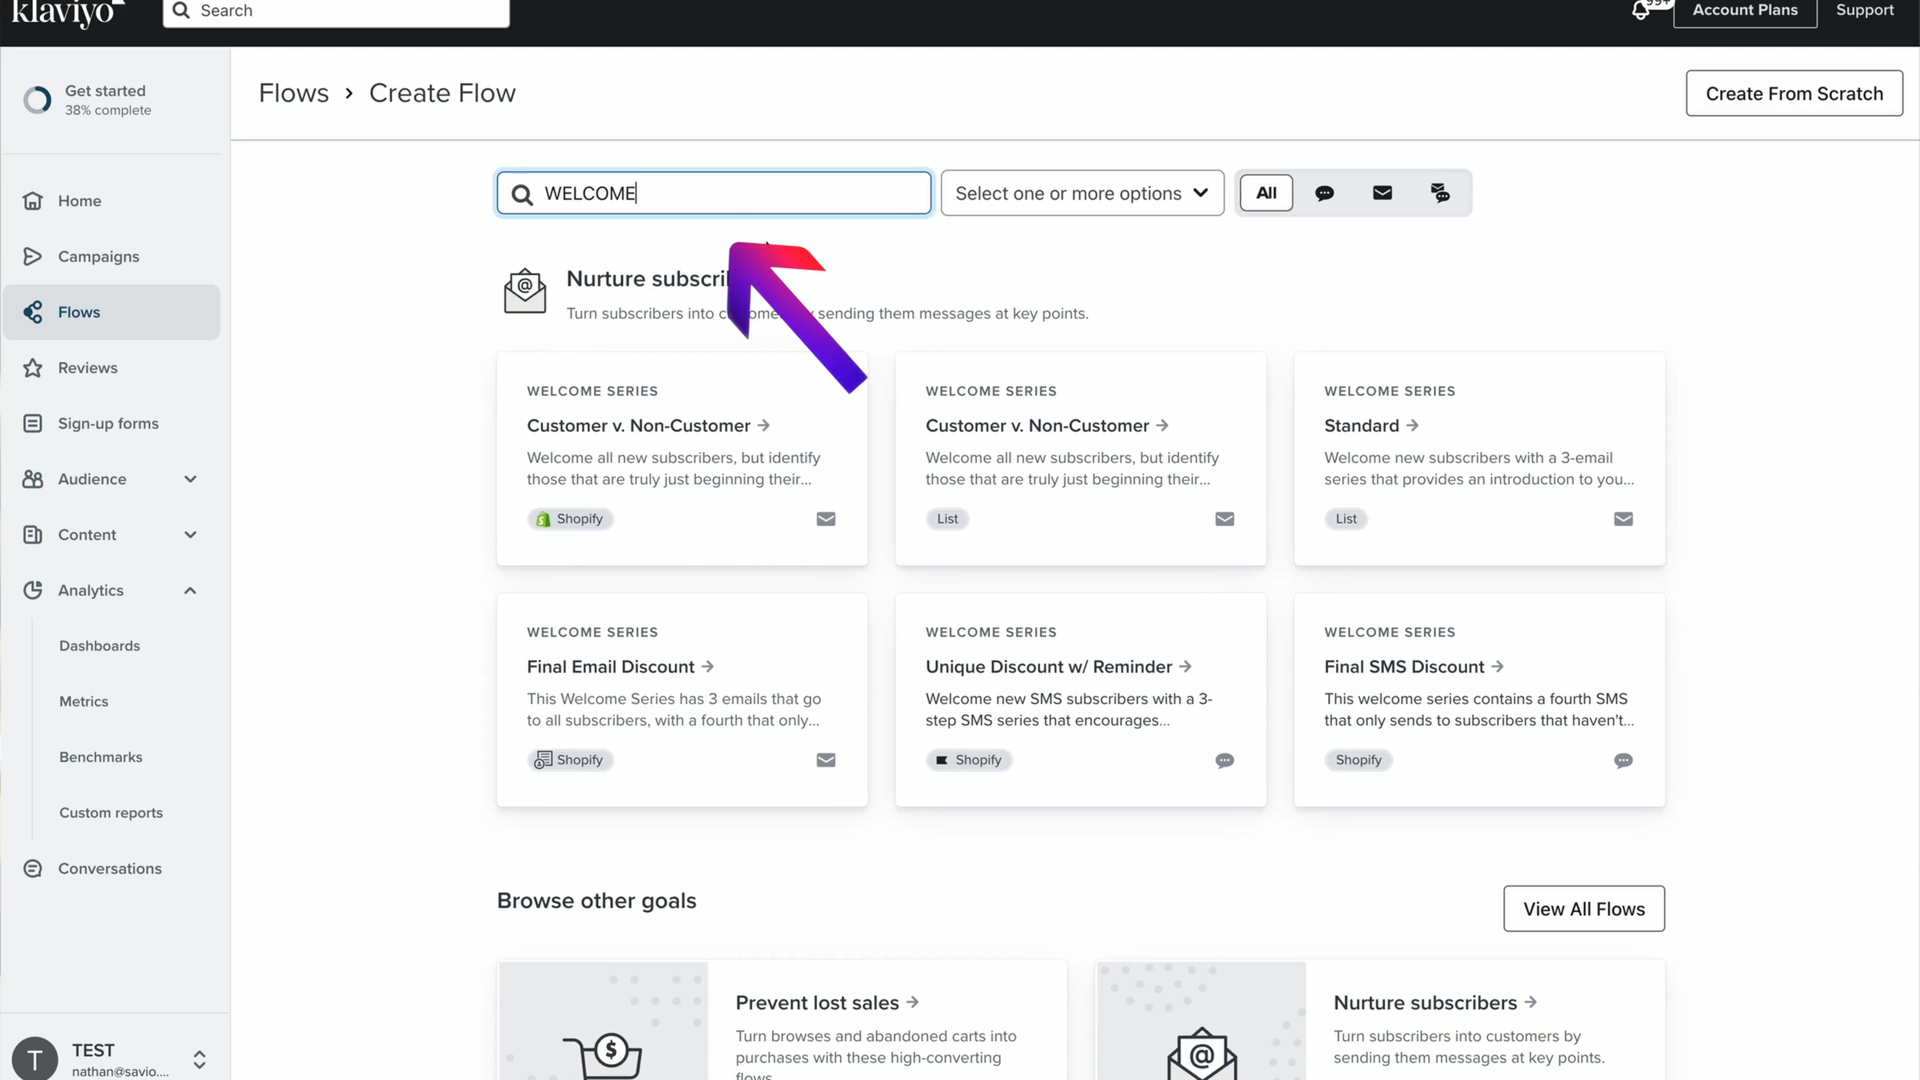 klaviyo
Search
99+
Account Plans
Support
Get started
38% complete
Flows › Create Flow
Create From Scratch
Home
Campaigns
Flows
Reviews
Sign-up forms
Audience
Content
Analytics
Dashboards
Metrics
Benchmarks
Custom reports
Conversations
T
TEST
nathan@savio....
WELCOME
Select one or more options
All
Nurture
Turn subscribers into sending them messages at key points.
WELCOME SERIES
Customer v. Non-Customer →
Welcome all new subscribers, but identify
those that are truly just beginning their...
Shopify
WELCOME SERIES
Customer v. Non-Customer →
Welcome all new subscribers, but identify
those that are truly just beginning their...
List
WELCOME SERIES
Standard →
Welcome new subscribers with a 3-email
series that provides an introduction to you...
List
WELCOME SERIES
Final Email Discount →
This Welcome Series has 3 emails that go
to all subscribers, with a fourth that only...
Shopify
WELCOME SERIES
Unique Discount w/ Reminder →
Welcome new SMS subscribers with a 3-
step SMS series that encourages...
Shopify
WELCOME SERIES
Final SMS Discount →
This welcome series contains a fourth SMS
that only sends to subscribers that haven't...
Shopify
Browse other goals
View All Flows
Prevent lost sales →
Turn browses and abandoned carts into
purchases with these high-converting
flows.
Nurture subscribers →
Turn subscribers into customers by
sending them messages at key points.